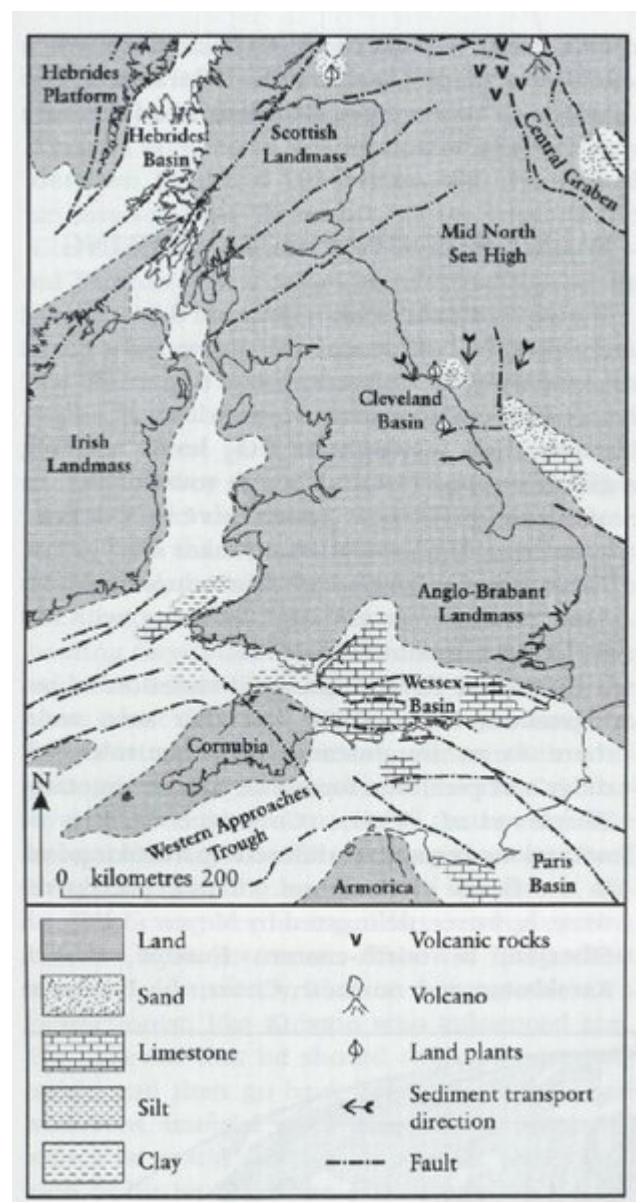 Hebrides
Platform
Hebrides
Basin
Scottish
Landmass
Central Graben
Mid North
Sea High
Cleveland
Basin
Irish
Landmass
Anglo-Brabant
Landmass
Wessex
Basin
Cornubia
N
Western Approaches
Trough
0 kilometres 200
Armorica
Paris
Basin
Land
Volcanic rocks
Sand
Volcano
Limestone
Land plants
Silt
Sediment transport
direction
Clay
Fault